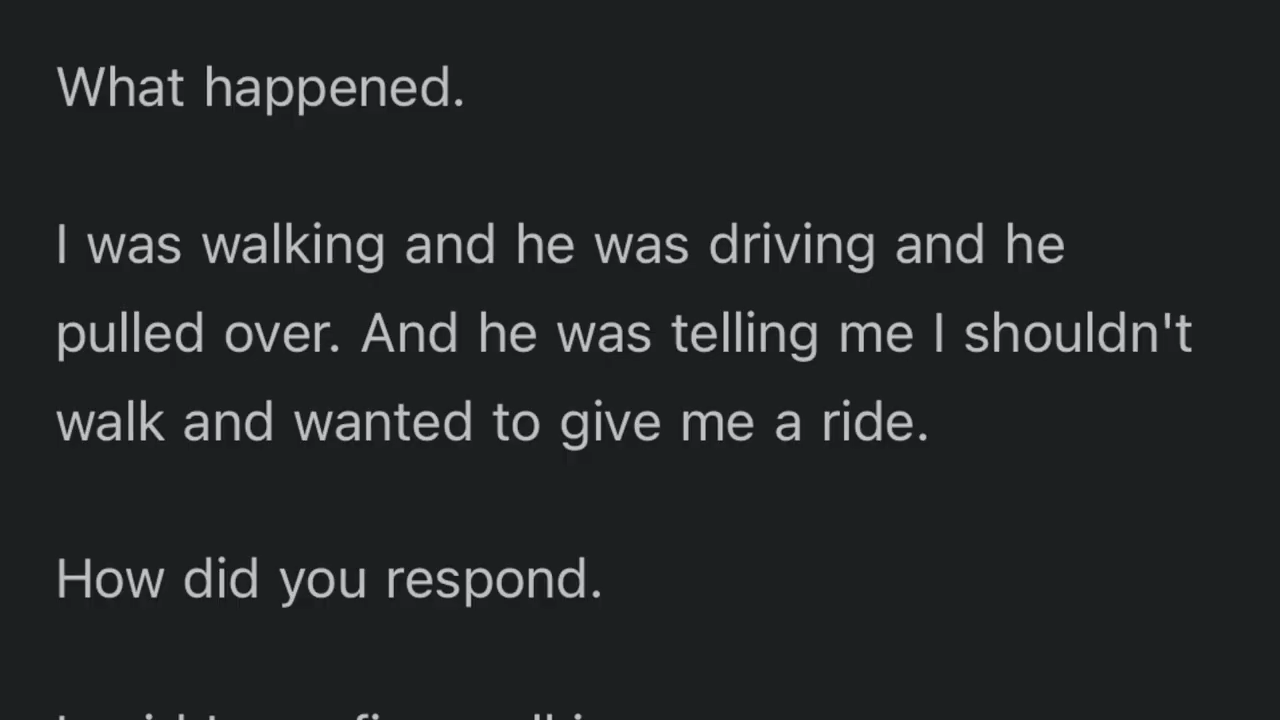 What happened.
I was walking and he was driving and he
pulled over. And he was telling me I shouldn't
walk and wanted to give me a ride.
How did you respond.